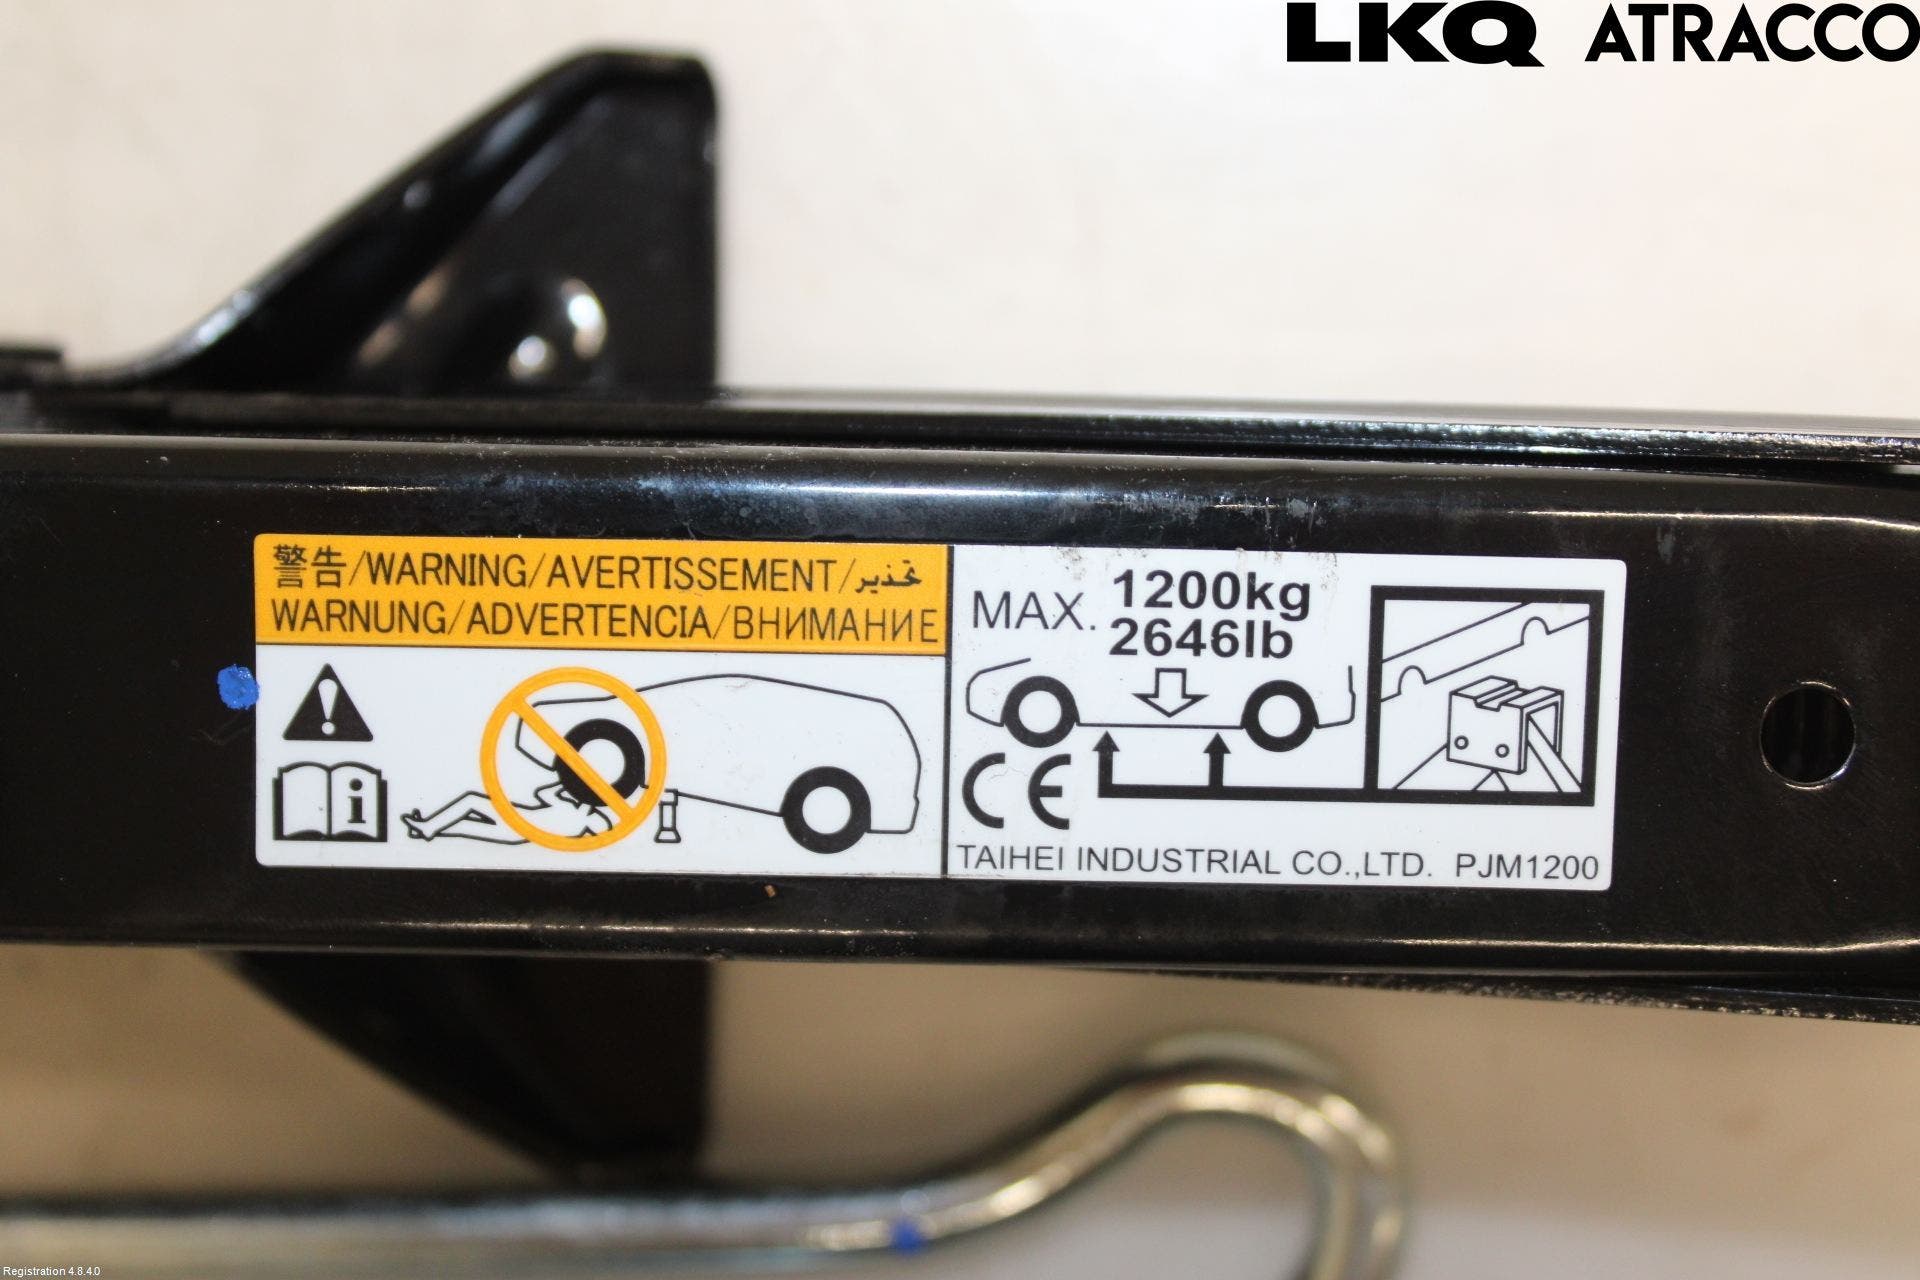 LKQ ATRACCO
警告/WARNING/AVERTISSEMENT/تحذير
WARNUNG/ADVERTENCIA/ВНИМАНИЕ
MAX. 1200kg
2646lb
CE
TAIHEI INDUSTRIAL CO.,LTD. PJM1200
Registration 4.8.4.0